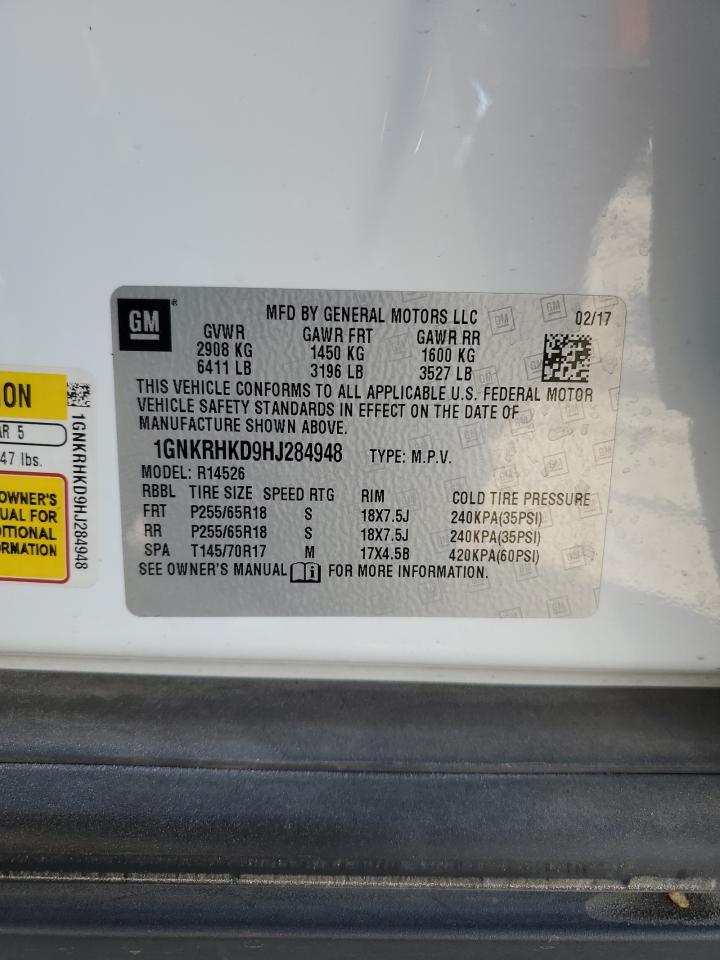 GM
MFD BY GENERAL MOTORS LLC 02/17
GVWR GAWR FRT GAWR RR
2908 KG 1450 KG 1600 KG
6411 LB 3196 LB 3527 LB
THIS VEHICLE CONFORMS TO ALL APPLICABLE U.S. FEDERAL MOTOR
VEHICLE SAFETY STANDARDS IN EFFECT ON THE DATE OF
MANUFACTURE SHOWN ABOVE.
1GNKRHKD9HJ284948 TYPE: M.P.V.
MODEL: R14526
RBBL TIRE SIZE SPEED RTG RIM COLD TIRE PRESSURE
FRT P255/65R18 S 18X7.5J 240KPA(35PSI)
RR P255/65R18 S 18X7.5J 240KPA(35PSI)
SPA T145/70R17 M 17X4.5B 420KPA(60PSI)
SEE OWNER'S MANUAL FOR MORE INFORMATION.
ION
AR 5
47 lbs.
OWNER'S
UAL FOR
DITIONAL
ORMATION
1GNKRHKD9HJ284948